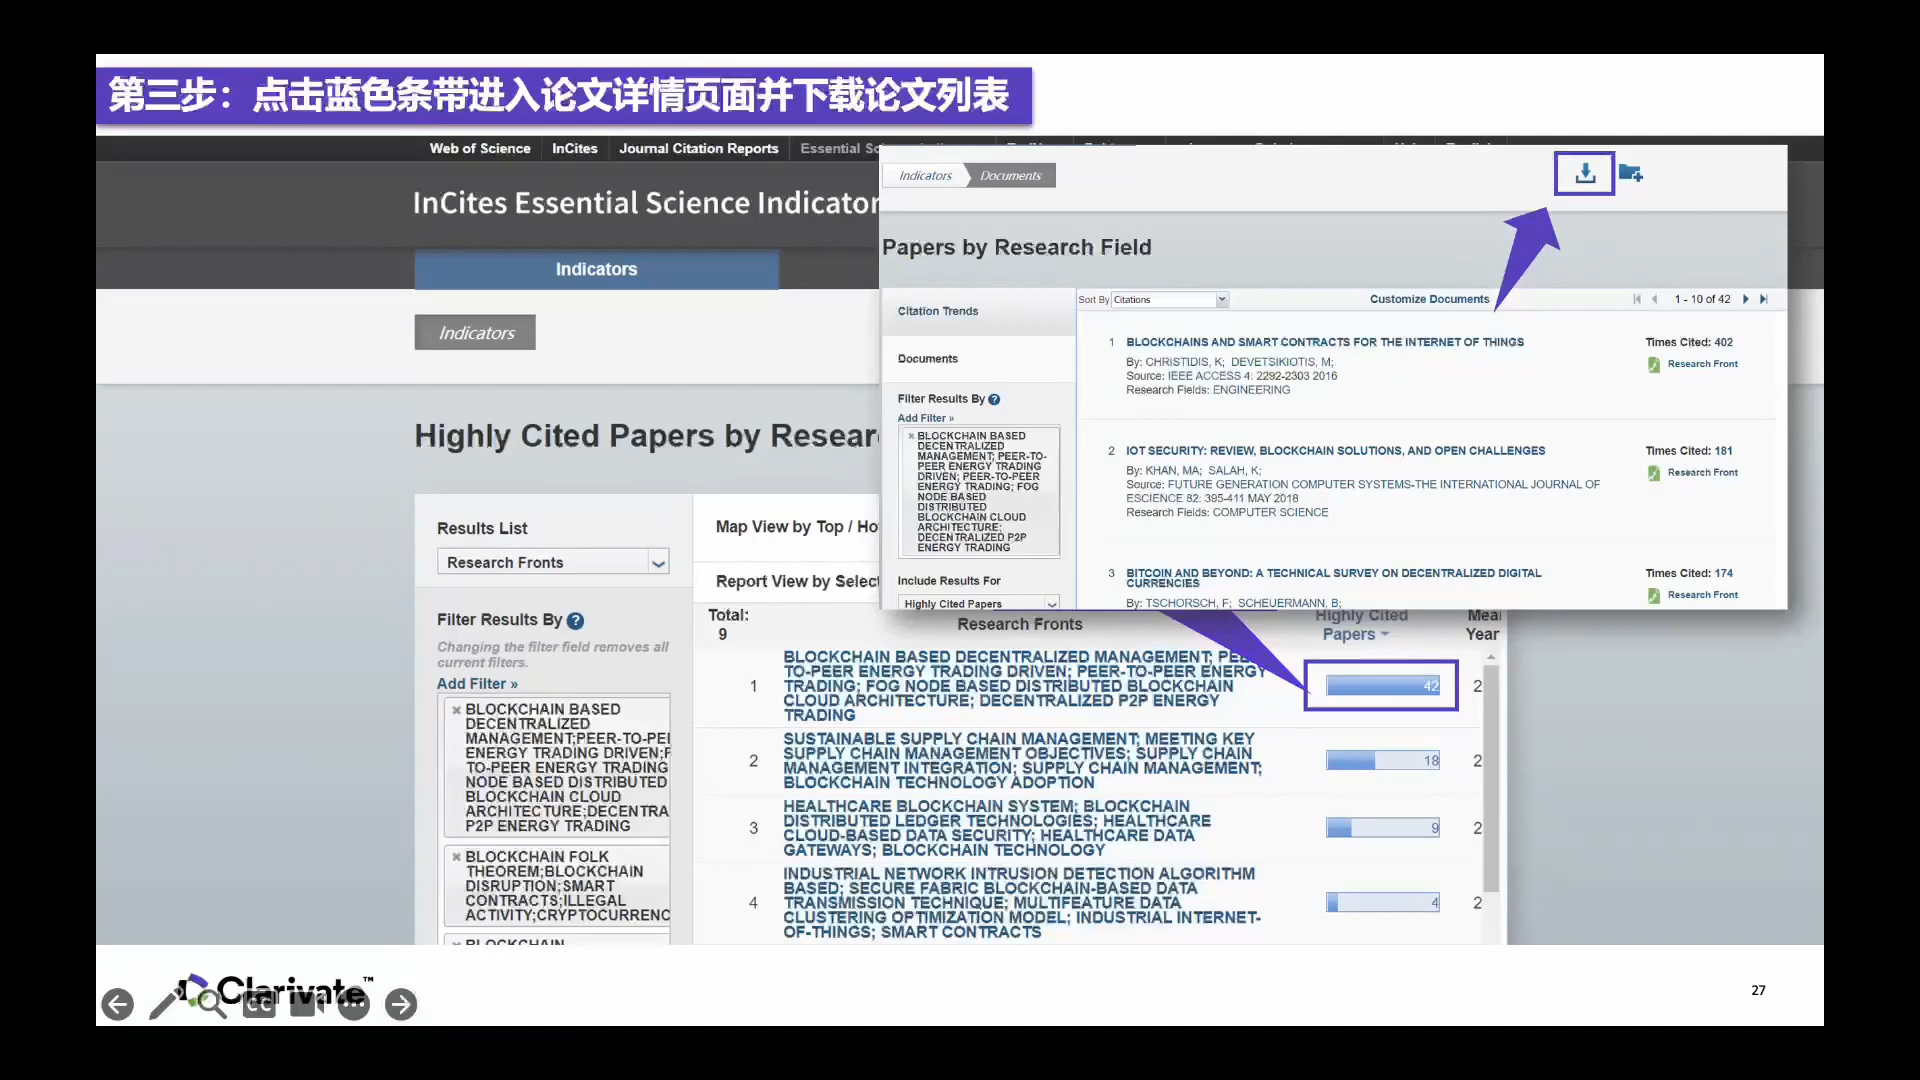 第三步：点击蓝色条带进入论文详情页面并下载论文列表
Web of Science InCites Journal Citation Reports Essential
InCites Essential Science Indicator
Indicators
Indicators
Highly Cited Papers by Resear
Results List
Research Fronts
Filter Results By ?
Changing the filter field removes all
current filters.
Add Filter »
× BLOCKCHAIN BASED
DECENTRALIZED
MANAGEMENT;PEER-TO-PEE
ENERGY TRADING DRIVEN;P
TO-PEER ENERGY TRADING
NODE BASED DISTRIBUTED
BLOCKCHAIN CLOUD
ARCHITECTURE;DECENTRA
P2P ENERGY TRADING
× BLOCKCHAIN FOLK
THEOREM;BLOCKCHAIN
DISRUPTION;SMART
CONTRACTS;ILLEGAL
ACTIVITY;CRYPTOCURRENC
BLOCKCHAIN
Map View by Top / Ho
Report View by Select
Total:
9
Research Fronts
Highly Cited
Papers
Mea
Year
1
BLOCKCHAIN BASED DECENTRALIZED MANAGEMENT; PEE
TO-PEER ENERGY TRADING DRIVEN; PEER-TO-PEER ENERGY
TRADING; FOG NODE BASED DISTRIBUTED BLOCKCHAIN
CLOUD ARCHITECTURE; DECENTRALIZED P2P ENERGY
TRADING
42
2
2
SUSTAINABLE SUPPLY CHAIN MANAGEMENT; MEETING KEY
SUPPLY CHAIN MANAGEMENT OBJECTIVES; SUPPLY CHAIN
MANAGEMENT INTEGRATION; SUPPLY CHAIN MANAGEMENT;
BLOCKCHAIN TECHNOLOGY ADOPTION
18
2
3
HEALTHCARE BLOCKCHAIN SYSTEM; BLOCKCHAIN
DISTRIBUTED LEDGER TECHNOLOGIES; HEALTHCARE
CLOUD-BASED DATA SECURITY; HEALTHCARE DATA
GATEWAYS; BLOCKCHAIN TECHNOLOGY
9
2
4
INDUSTRIAL NETWORK INTRUSION DETECTION ALGORITHM
BASED; SECURE FABRIC BLOCKCHAIN-BASED DATA
TRANSMISSION TECHNIQUE; MULTIFEATURE DATA
CLUSTERING OPTIMIZATION MODEL; INDUSTRIAL INTERNET-
OF-THINGS; SMART CONTRACTS
4
2
Indicators Documents
Papers by Research Field
Citation Trends
Documents
Filter Results By ?
Add Filter »
× BLOCKCHAIN BASED
DECENTRALIZED
MANAGEMENT; PEER-TO-
PEER ENERGY TRADING
DRIVEN; PEER-TO-PEER
ENERGY TRADING; FOG
NODE BASED
DISTRIBUTED
BLOCKCHAIN CLOUD
ARCHITECTURE;
DECENTRALIZED P2P
ENERGY TRADING
Include Results For
Highly Cited Papers
Sort By Citations
Customize Documents
1 - 10 of 42
1 BLOCKCHAINS AND SMART CONTRACTS FOR THE INTERNET OF THINGS
By: CHRISTIDIS, K; DEVETSIKIOTIS, M;
Source: IEEE ACCESS 4: 2292-2303 2016
Research Fields: ENGINEERING
Times Cited: 402
Research Front
2 IOT SECURITY: REVIEW, BLOCKCHAIN SOLUTIONS, AND OPEN CHALLENGES
By: KHAN, MA; SALAH, K;
Source: FUTURE GENERATION COMPUTER SYSTEMS-THE INTERNATIONAL JOURNAL OF
ESCIENCE 82: 395-411 MAY 2018
Research Fields: COMPUTER SCIENCE
Times Cited: 181
Research Front
3 BITCOIN AND BEYOND: A TECHNICAL SURVEY ON DECENTRALIZED DIGITAL
CURRENCIES
By: TSCHORSCH, F; SCHEUERMANN, B;
Times Cited: 174
Research Front
Clarivate™
CC
27